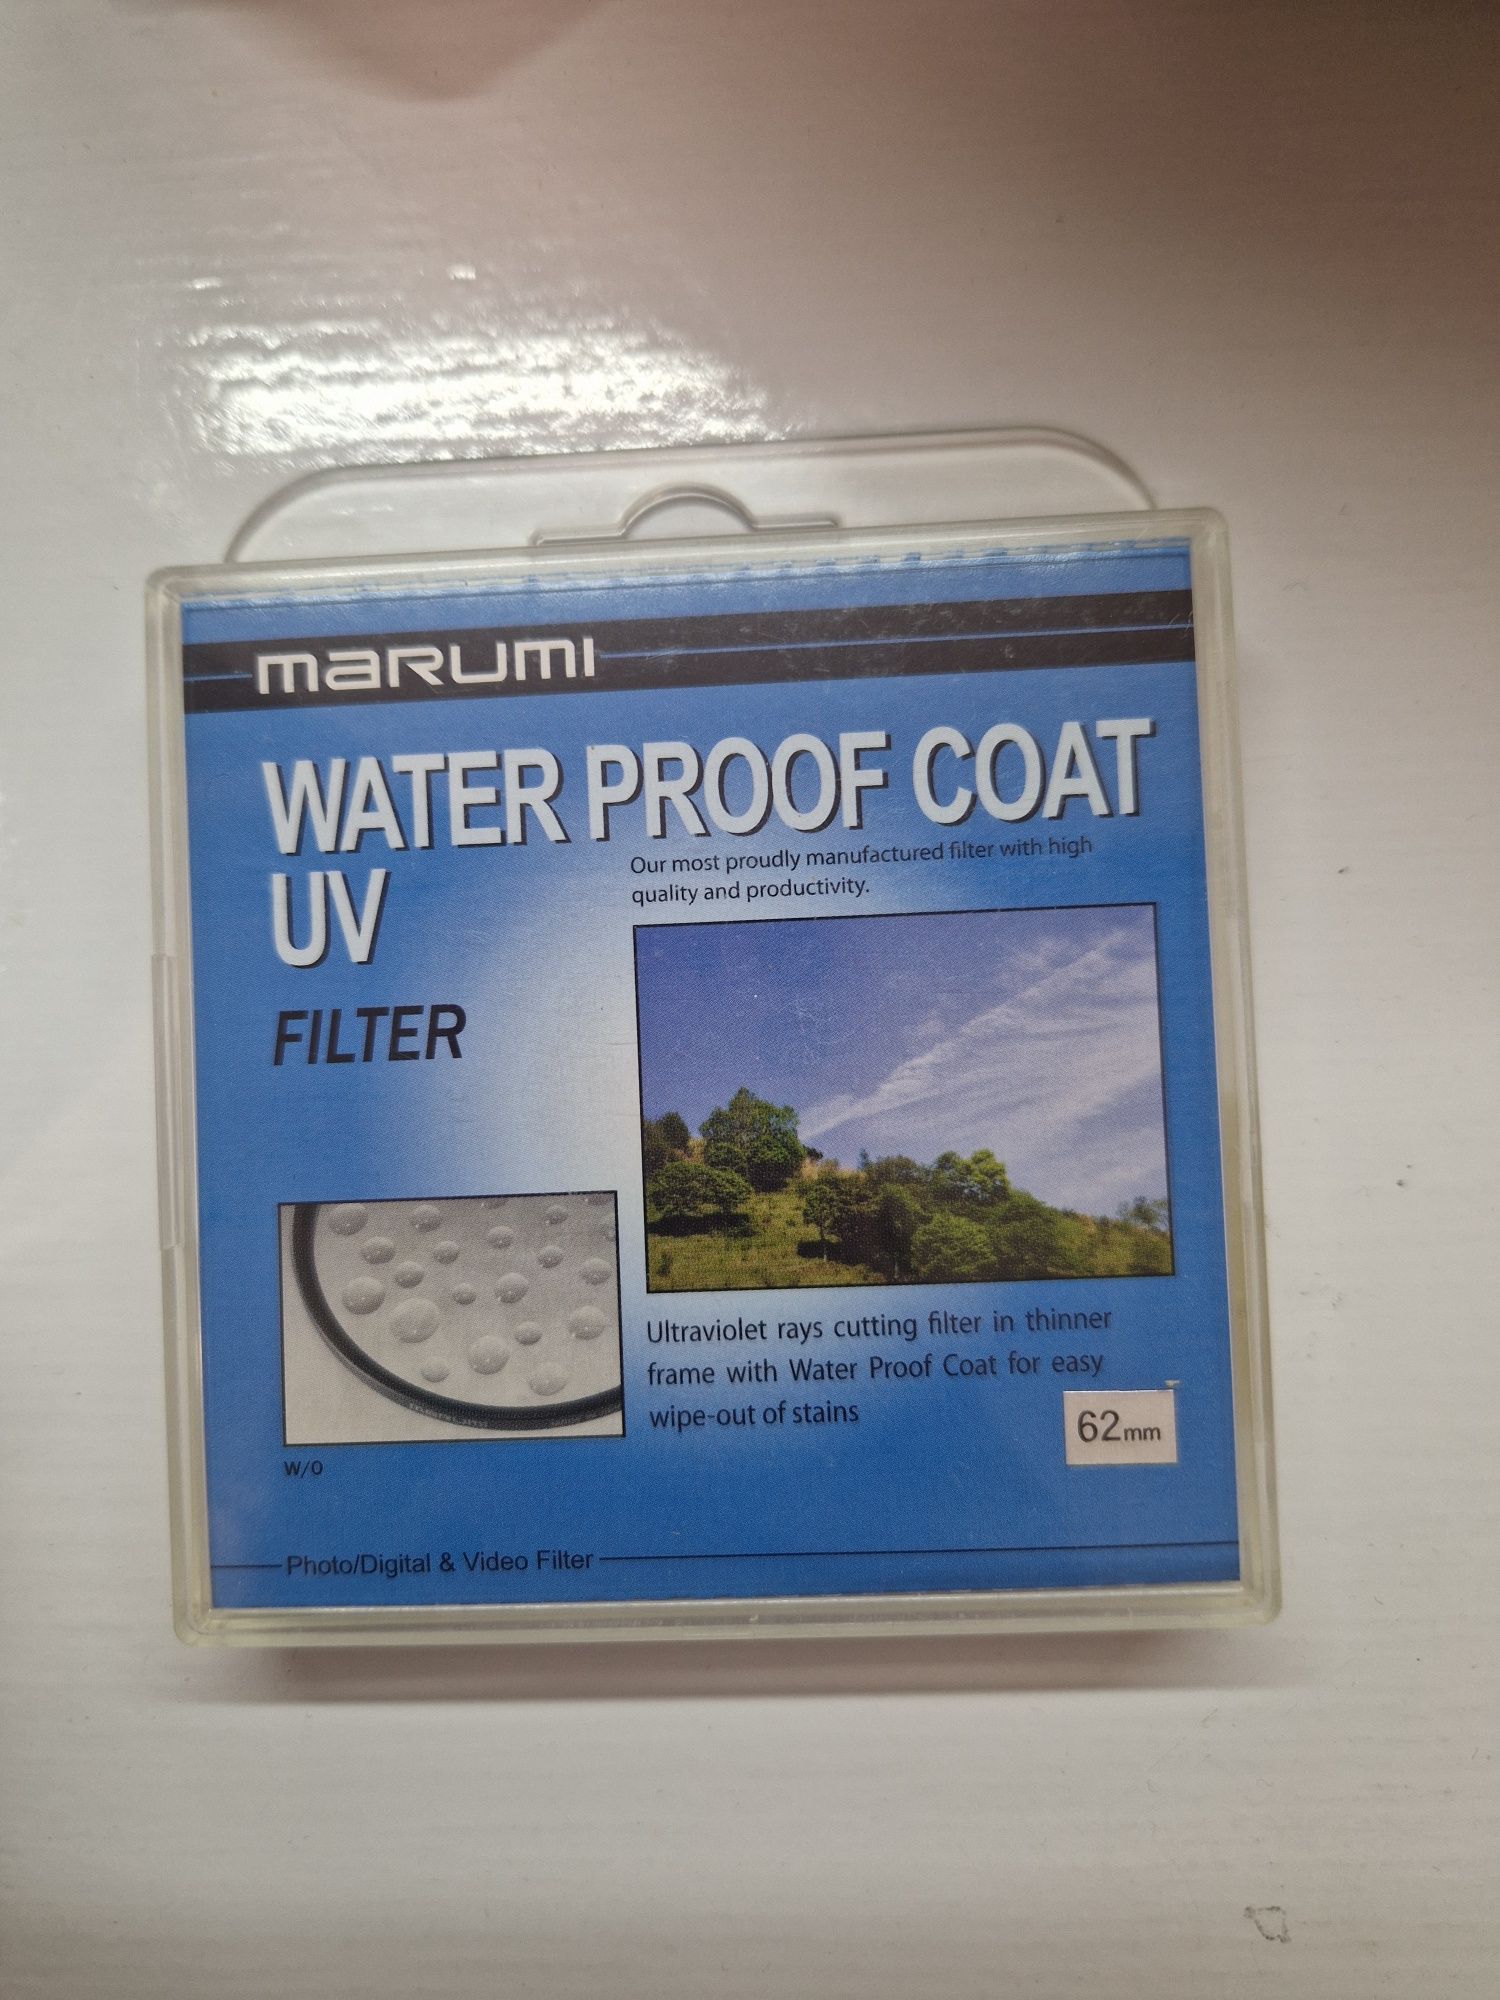 marumi
WATER PROOF COAT
Our most proudly manufactured filter with high
quality and productivity.
UV
FILTER
Ultraviolet rays cutting filter in thinner
frame with Water Proof Coat for easy
wipe-out of stains
62mm
W/O
Photo/Digital & Video Filter